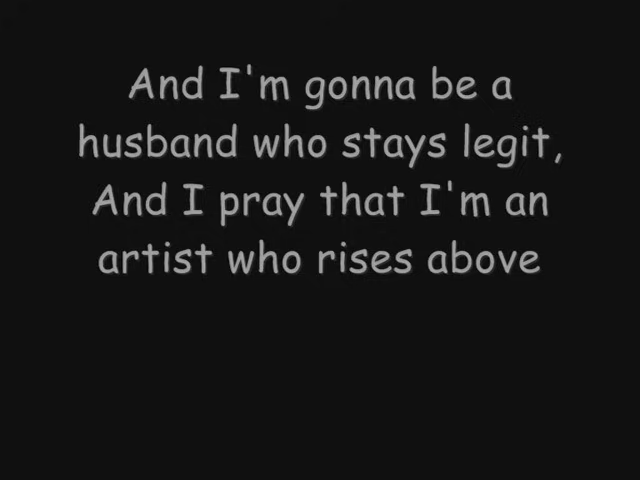 And I'm gonna be a
husband who stays legit,
And I pray that I'm an
artist who rises above